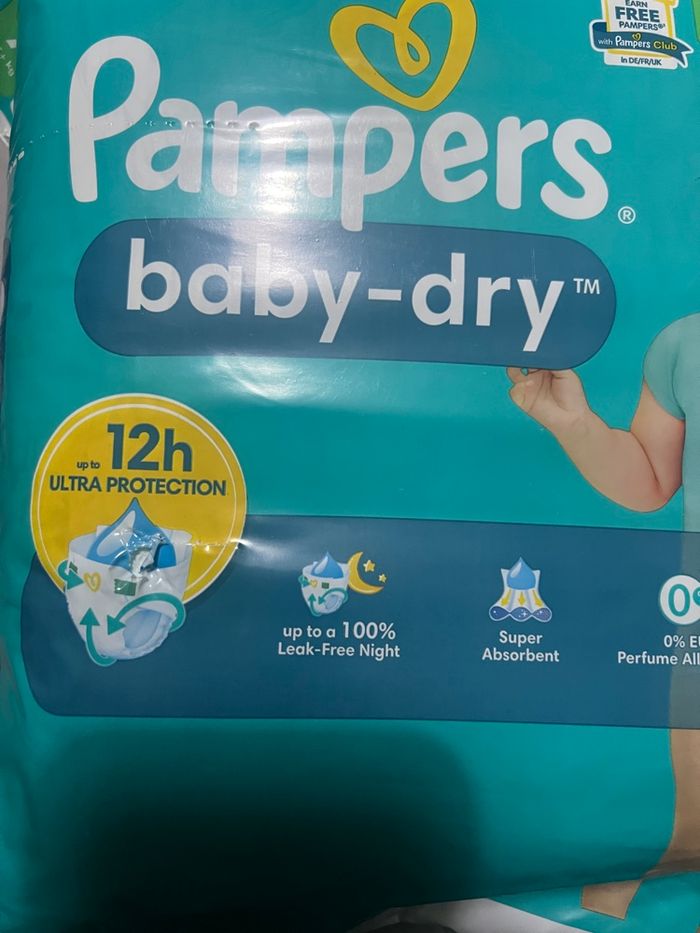 EARN
FREE
PAMPERS®
with Pampers Club
In DE/FR/UK
Pampers®
baby-dry™
up to 12h
ULTRA PROTECTION
up to a 100%
Leak-Free Night
Super
Absorbent
0%
Perfume